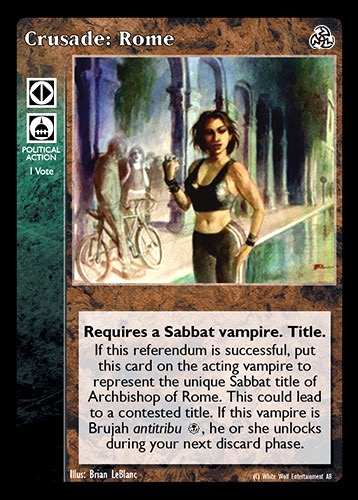 Crusade: Rome
POLITICAL
ACTION
1 Vote
Requires a Sabbat vampire. Title.
If this referendum is successful, put
this card on the acting vampire to
represent the unique Sabbat title of
Archbishop of Rome. This could lead
to a contested title. If this vampire is
Brujah antitribu , he or she unlocks
during your next discard phase.
Illus: Brian LeBlanc
(C) White Wolf Entertainment AB